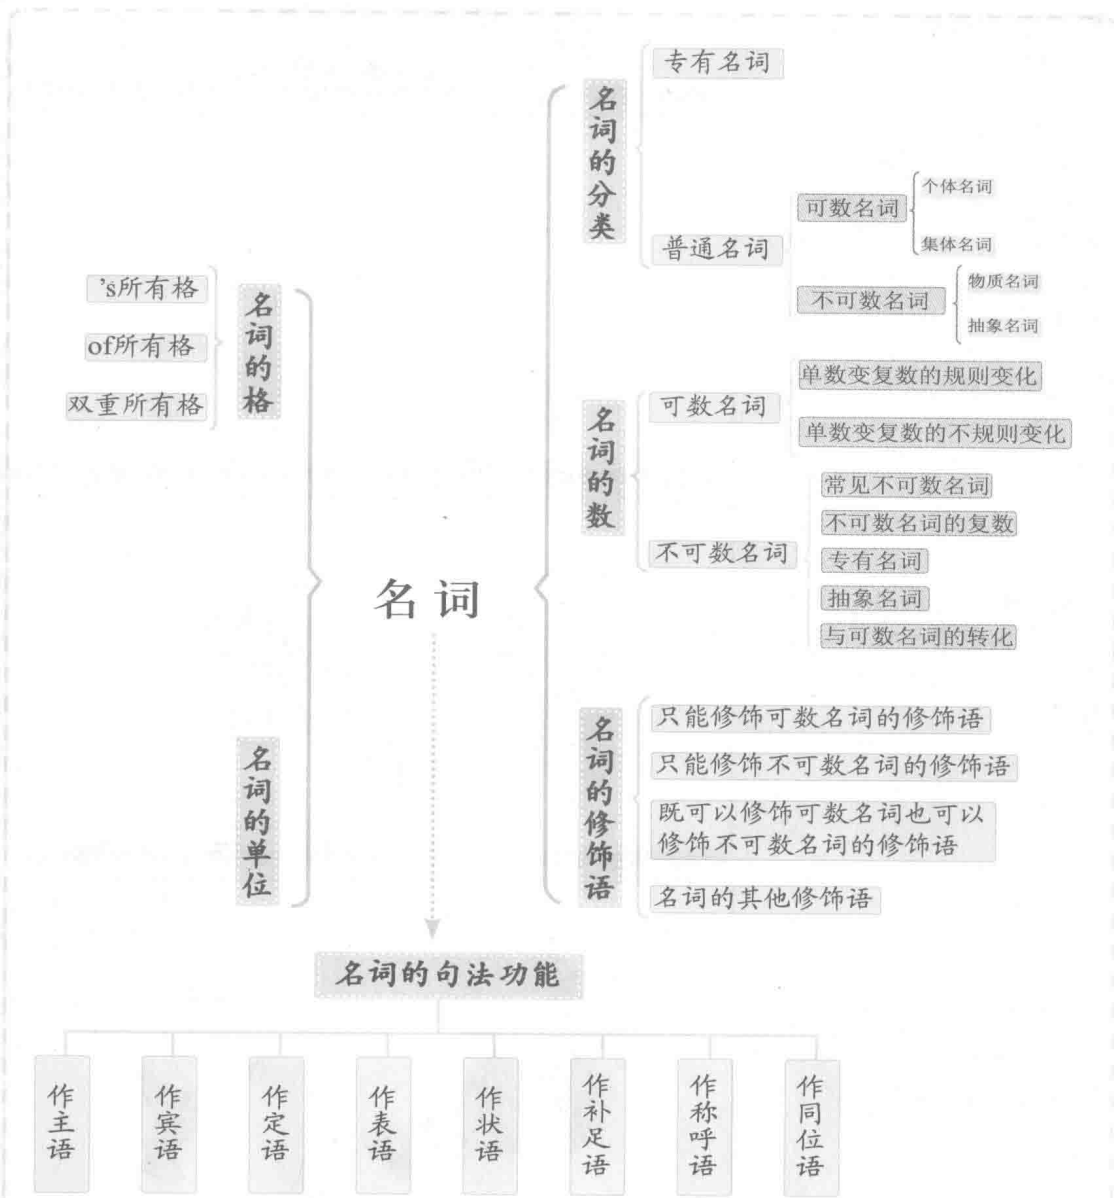 专有名词
名词的分类
个体名词
可数名词
集体名词
普通名词
物质名词
不可数名词
抽象名词
's所有格
of所有格
双重所有格
名词的格
单数变复数的规则变化
可数名词
单数变复数的不规则变化
名词的数
常见不可数名词
不可数名词的复数
不可数名词
专有名词
抽象名词
与可数名词的转化
名词
名词的单位
名词的修饰语
只能修饰可数名词的修饰语
只能修饰不可数名词的修饰语
既可以修饰可数名词也可以
修饰不可数名词的修饰语
名词的其他修饰语
名词的句法功能
作主语
作宾语
作定语
作表语
作状语
作补足语
作称呼语
作同位语